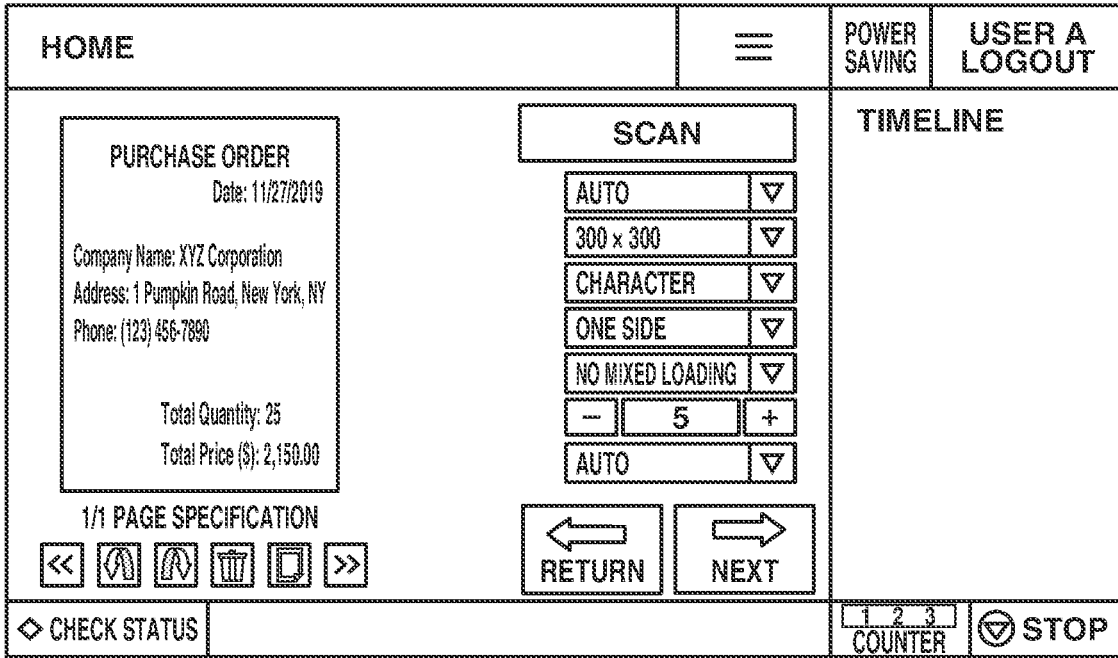 HOME
POWER SAVING
USER A LOGOUT
PURCHASE ORDER
Date: 11/27/2019
Company Name: XYZ Corporation
Address: 1 Pumpkin Road, New York, NY
Phone: (123) 456-7890
Total Quantity: 25
Total Price ($): 2,150.00
1/1 PAGE SPECIFICATION
<< >>
SCAN
AUTO
300 × 300
CHARACTER
ONE SIDE
NO MIXED LOADING
− 5 +
AUTO
RETURN
NEXT
TIMELINE
CHECK STATUS
1 2 3
COUNTER
STOP